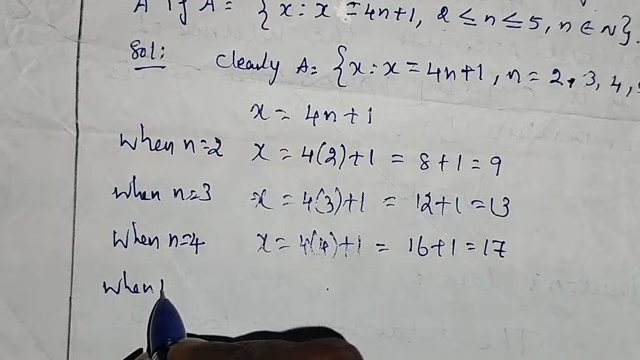 A if A = {x : x = 4n+1, 2 ≤ n ≤ 5, n ∈ N}.
Sol:
Clearly A = {x : x = 4n+1, n = 2, 3, 4,
x = 4n+1
When n=2 x = 4(2)+1 = 8+1 = 9
When n=3 x = 4(3)+1 = 12+1 = 13
When n=4 x = 4(4)+1 = 16+1 = 17
When